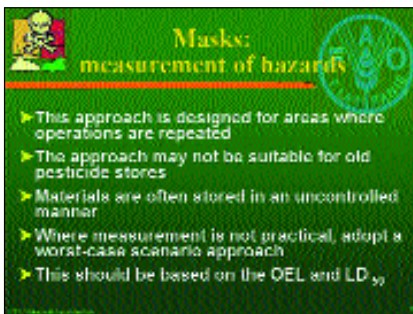 Masks:
measurement of hazards
➤This approach is designed for areas where
operations are repeated
➤The approach may not be suitable for old
pesticide stores
➤Materials are often stored in an uncontrolled
manner
➤Where measurement is not practical, adopt a
worst-case scenario approach
➤This should be based on the OEL and LD 50